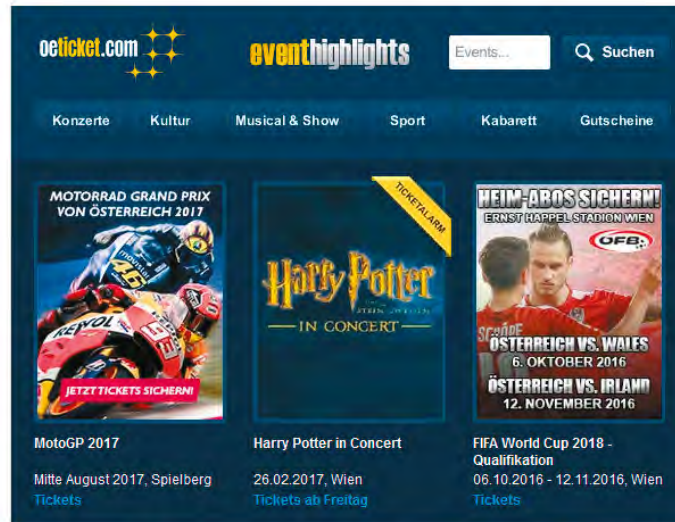 oeticket.com
eventhighlights
Events...
Suchen
Konzerte Kultur Musical & Show Sport Kabarett Gutscheine
MOTORRAD GRAND PRIX
VON ÖSTERREICH 2017
46
REPSOL
93
JETZT TICKETS SICHERN!
TICKETALARM
Harry Potter
IN CONCERT
HEIM-ABOS SICHERN!
ERNST HAPPEL STADION WIEN
ÖFB
SCHÖPF
ÖSTERREICH VS. WALES
6. OKTOBER 2016
ÖSTERREICH VS. IRLAND
12. NOVEMBER 2016
MotoGP 2017
Mitte August 2017, Spielberg
Tickets
Harry Potter in Concert
26.02.2017, Wien
Tickets ab Freitag
FIFA World Cup 2018 -
Qualifikation
06.10.2016 - 12.11.2016, Wien
Tickets